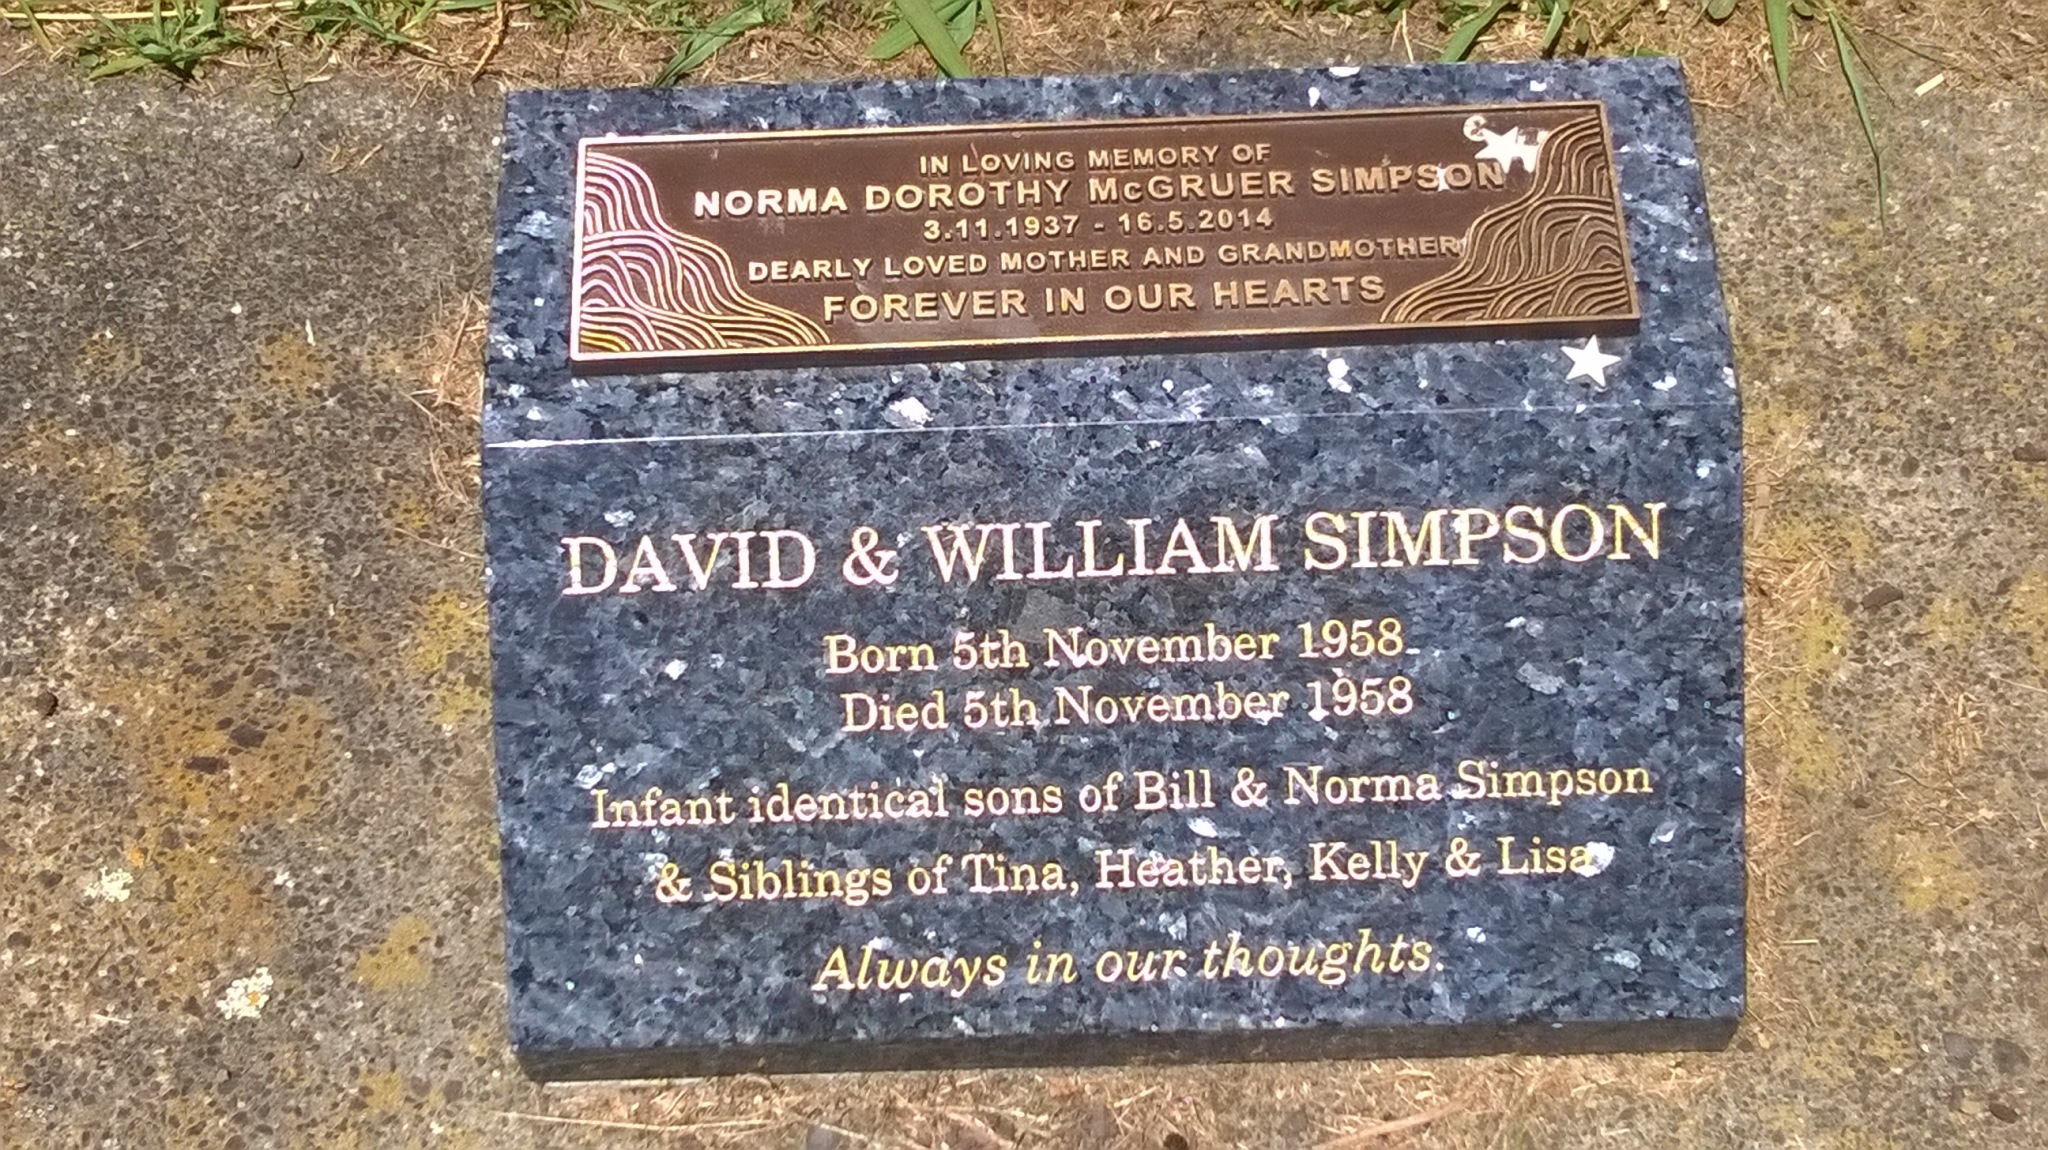 IN LOVING MEMORY OF
NORMA DOROTHY McGRUER SIMPSON
3.11.1937 - 16.5.2014
DEARLY LOVED MOTHER AND GRANDMOTHER
FOREVER IN OUR HEARTS
DAVID & WILLIAM SIMPSON
Born 5th November 1958
Died 5th November 1958
Infant identical sons of Bill & Norma Simpson
& Siblings of Tina, Heather, Kelly & Lisa
Always in our thoughts.